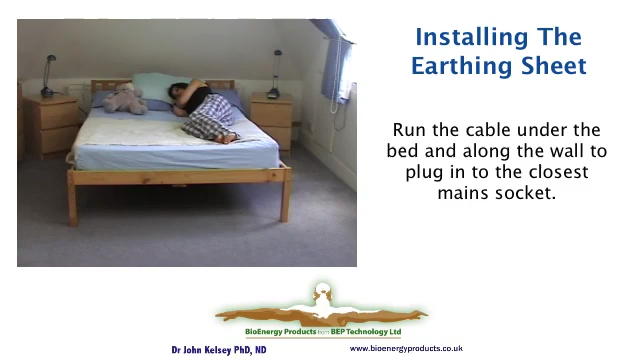 Installing The
Earthing Sheet
Run the cable under the
bed and along the wall to
plug in to the closest
mains socket.
BioEnergy Products from BEP Technology Ltd
Dr John Kelsey PhD, ND
www.bioenergyproducts.co.uk